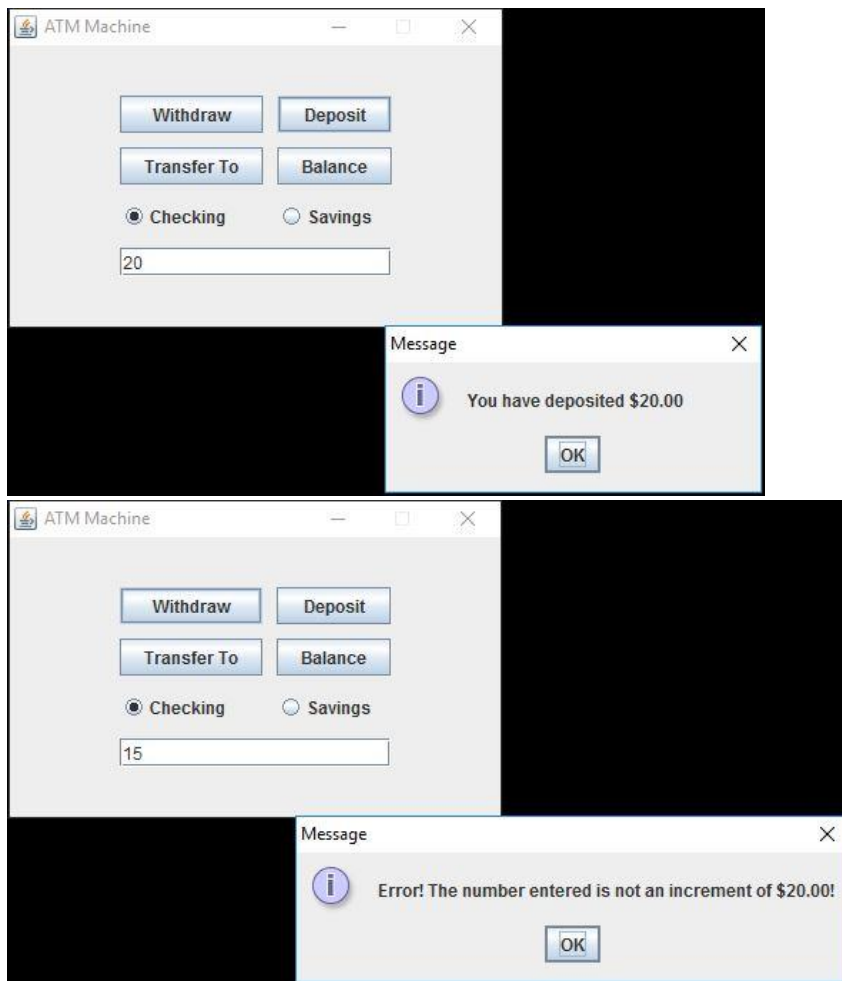 ATM Machine
Withdraw Deposit
Transfer To Balance
Checking Savings
20
Message
i
You have deposited $20.00
OK
ATM Machine
Withdraw Deposit
Transfer To Balance
Checking Savings
15
Message
i
Error! The number entered is not an increment of $20.00!
OK